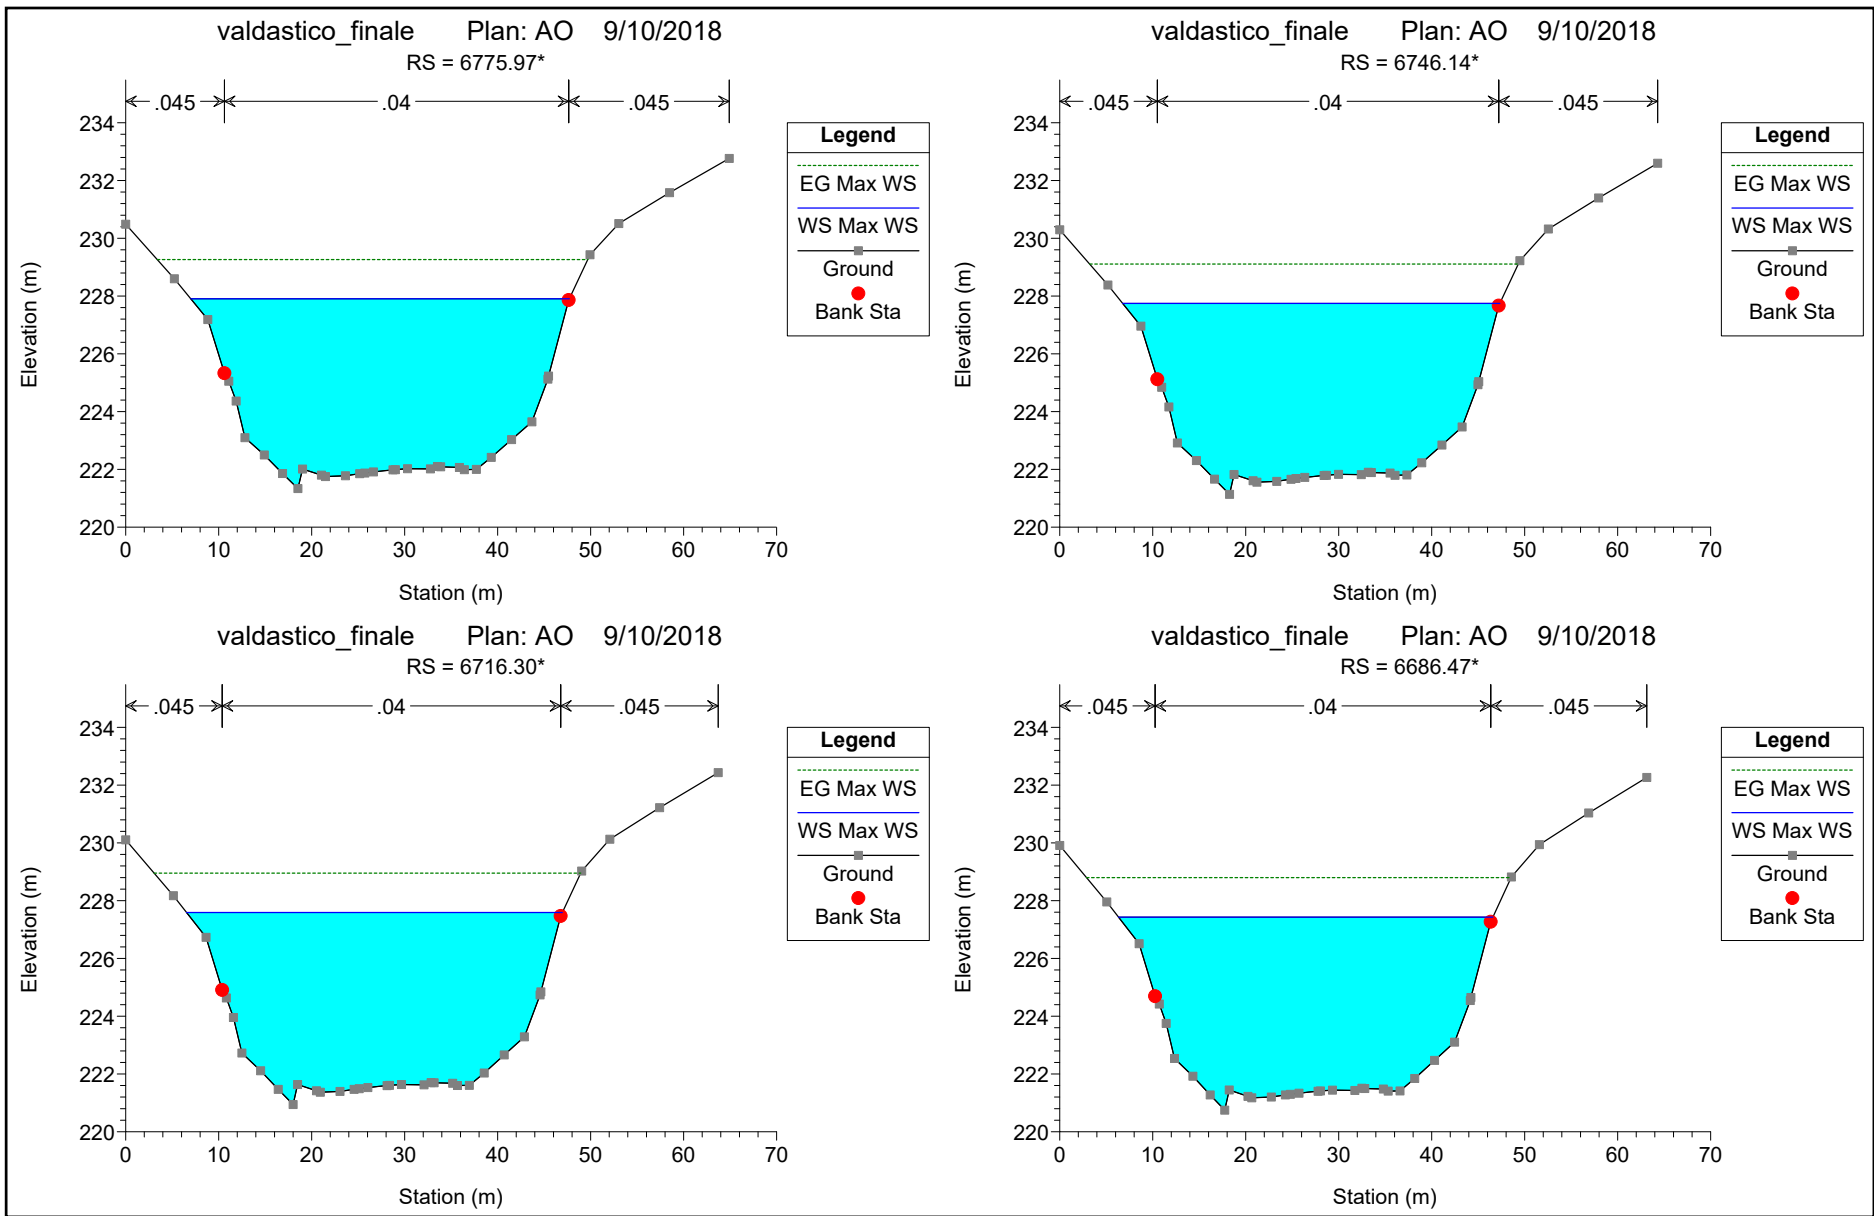 valdastico_finale Plan: AO 9/10/2018
RS = 6775.97*
.045 .04 .045
234
232
230
228
226
224
222
220
0 10 20 30 40 50 60 70
Elevation (m)
Station (m)
Legend
EG Max WS
WS Max WS
Ground
Bank Sta
valdastico_finale Plan: AO 9/10/2018
RS = 6746.14*
.045 .04 .045
234
232
230
228
226
224
222
220
0 10 20 30 40 50 60 70
Elevation (m)
Station (m)
Legend
EG Max WS
WS Max WS
Ground
Bank Sta
valdastico_finale Plan: AO 9/10/2018
RS = 6716.30*
.045 .04 .045
234
232
230
228
226
224
222
220
0 10 20 30 40 50 60 70
Elevation (m)
Station (m)
Legend
EG Max WS
WS Max WS
Ground
Bank Sta
valdastico_finale Plan: AO 9/10/2018
RS = 6686.47*
.045 .04 .045
234
232
230
228
226
224
222
220
0 10 20 30 40 50 60 70
Elevation (m)
Station (m)
Legend
EG Max WS
WS Max WS
Ground
Bank Sta